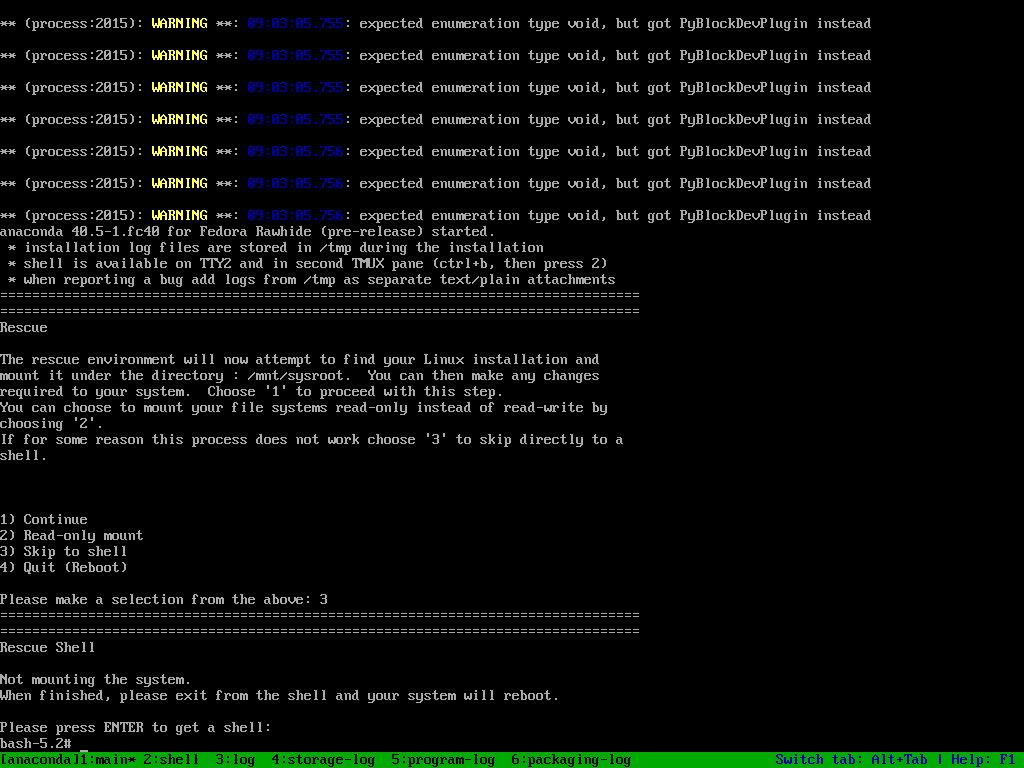 ** (process:2015): WARNING **: 09:03:05.755: expected enumeration type void, but got PyBlockDevPlugin instead
** (process:2015): WARNING **: 09:03:05.755: expected enumeration type void, but got PyBlockDevPlugin instead
** (process:2015): WARNING **: 09:03:05.755: expected enumeration type void, but got PyBlockDevPlugin instead
** (process:2015): WARNING **: 09:03:05.755: expected enumeration type void, but got PyBlockDevPlugin instead
** (process:2015): WARNING **: 09:03:05.756: expected enumeration type void, but got PyBlockDevPlugin instead
** (process:2015): WARNING **: 09:03:05.756: expected enumeration type void, but got PyBlockDevPlugin instead
** (process:2015): WARNING **: 09:03:05.756: expected enumeration type void, but got PyBlockDevPlugin instead
anaconda 40.5-1.fc40 for Fedora Rawhide (pre-release) started.
* installation log files are stored in /tmp during the installation
* shell is available on TTY2 and in second TMUX pane (ctrl+b, then press 2)
* when reporting a bug add logs from /tmp as separate text/plain attachments
================================================================================
================================================================================
Rescue
The rescue environment will now attempt to find your Linux installation and
mount it under the directory : /mnt/sysroot.  You can then make any changes
required to your system.  Choose '1' to proceed with this step.
You can choose to mount your file systems read-only instead of read-write by
choosing '2'.
If for some reason this process does not work choose '3' to skip directly to a
shell.
1) Continue
2) Read-only mount
3) Skip to shell
4) Quit (Reboot)
Please make a selection from the above: 3
================================================================================
================================================================================
Rescue Shell
Not mounting the system.
When finished, please exit from the shell and your system will reboot.
Please press ENTER to get a shell:
bash-5.2# _
[anaconda]1:main* 2:shell  3:log  4:storage-log  5:program-log  6:packaging-log Switch tab: Alt+Tab | Help: F1